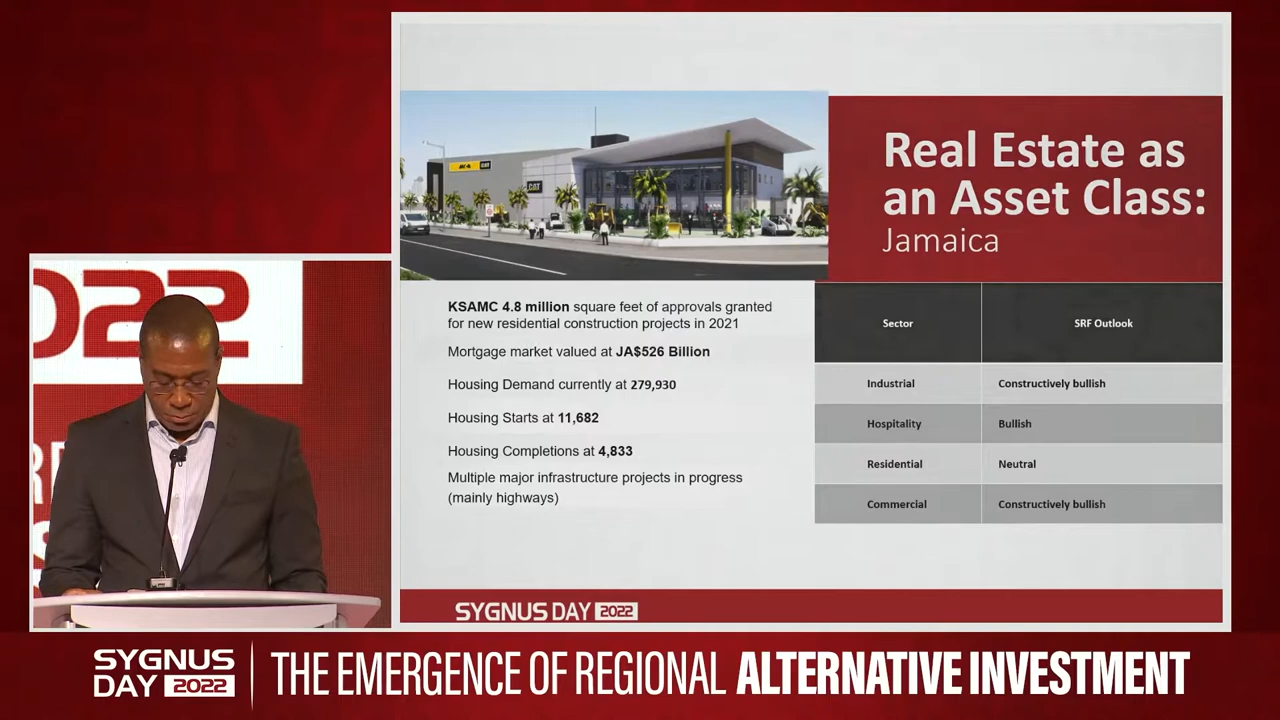 Real Estate as
an Asset Class:
Jamaica
CAT
CAT
KSAMC 4.8 million square feet of approvals granted
for new residential construction projects in 2021
Mortgage market valued at JA$526 Billion
Housing Demand currently at 279,930
Housing Starts at 11,682
Housing Completions at 4,833
Multiple major infrastructure projects in progress
(mainly highways)
Sector SRF Outlook
Industrial Constructively bullish
Hospitality Bullish
Residential Neutral
Commercial Constructively bullish
SYGNUS DAY 2022
022
SYGNUS
DAY 2022
THE EMERGENCE OF REGIONAL ALTERNATIVE INVESTMENT